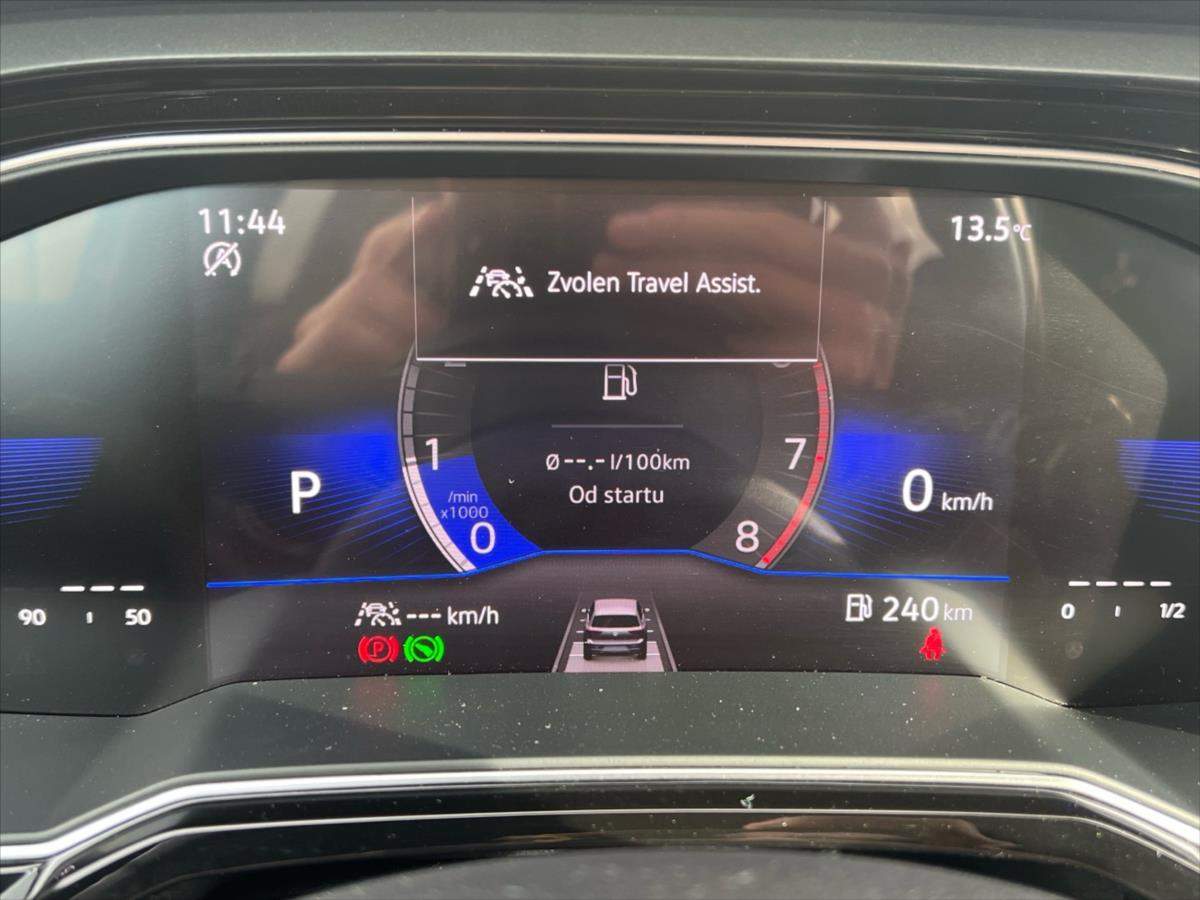 11:44
13.5°C
Zvolen Travel Assist.
1
7
Ø--.- l/100km
P
/min
x1000
Od startu
0 km/h
0
8
90
50
--- km/h
240 km
0
1/2
P